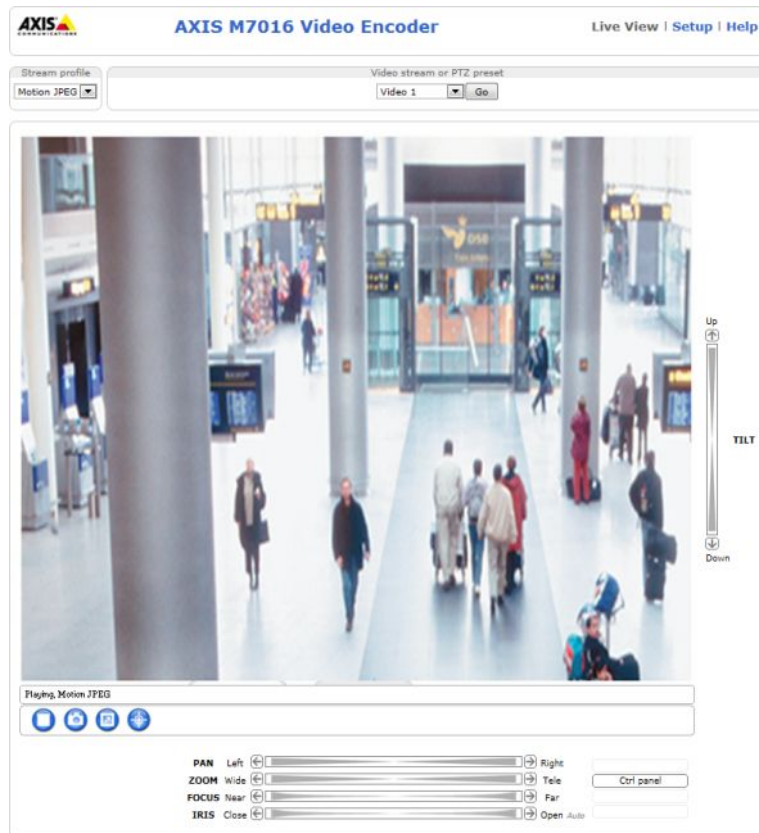 AXIS
COMMUNICATIONS
AXIS M7016 Video Encoder
Live View | Setup | Help
Stream profile
Motion JPEG
Video stream or PTZ preset
Video 1
Go
DSB
Up
TILT
Down
Playing, Motion JPEG
PAN Left Right
ZOOM Wide Tele
Ctrl panel
FOCUS Near Far
IRIS Close Open Auto